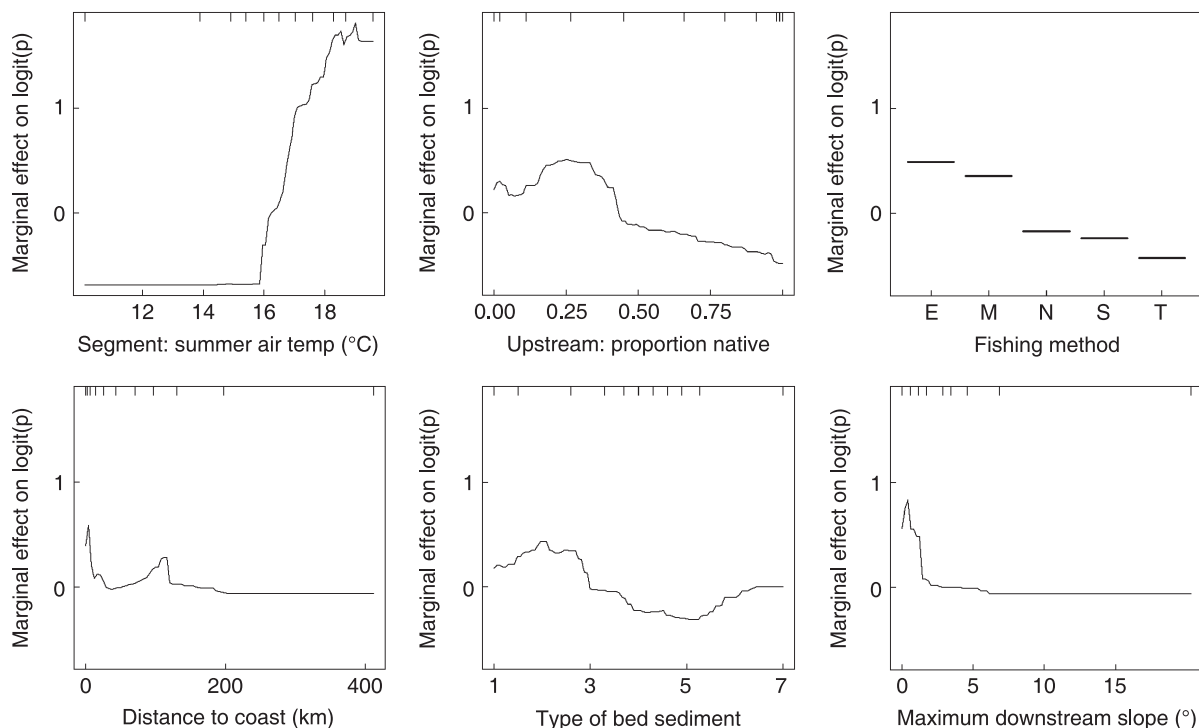 Marginal effect on logit(p)
1
0
12 14 16 18
Segment: summer air temp (°C)
Marginal effect on logit(p)
1
0
0.00 0.25 0.50 0.75
Upstream: proportion native
Marginal effect on logit(p)
1
0
E M N S T
Fishing method
Marginal effect on logit(p)
1
0
0 200 400
Distance to coast (km)
Marginal effect on logit(p)
1
0
1 3 5 7
Type of bed sediment
Marginal effect on logit(p)
1
0
0 5 10 15
Maximum downstream slope (°)